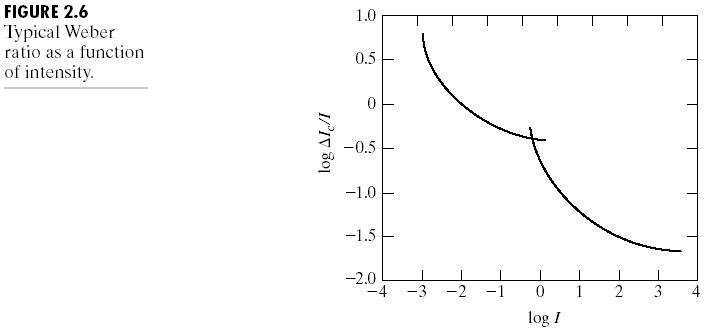 FIGURE 2.6
Typical Weber
ratio as a function
of intensity.
1.0
0.5
0
−0.5
−1.0
−1.5
−2.0
log ΔI_c/I
−4 −3 −2 −1 0 1 2 3 4
log I